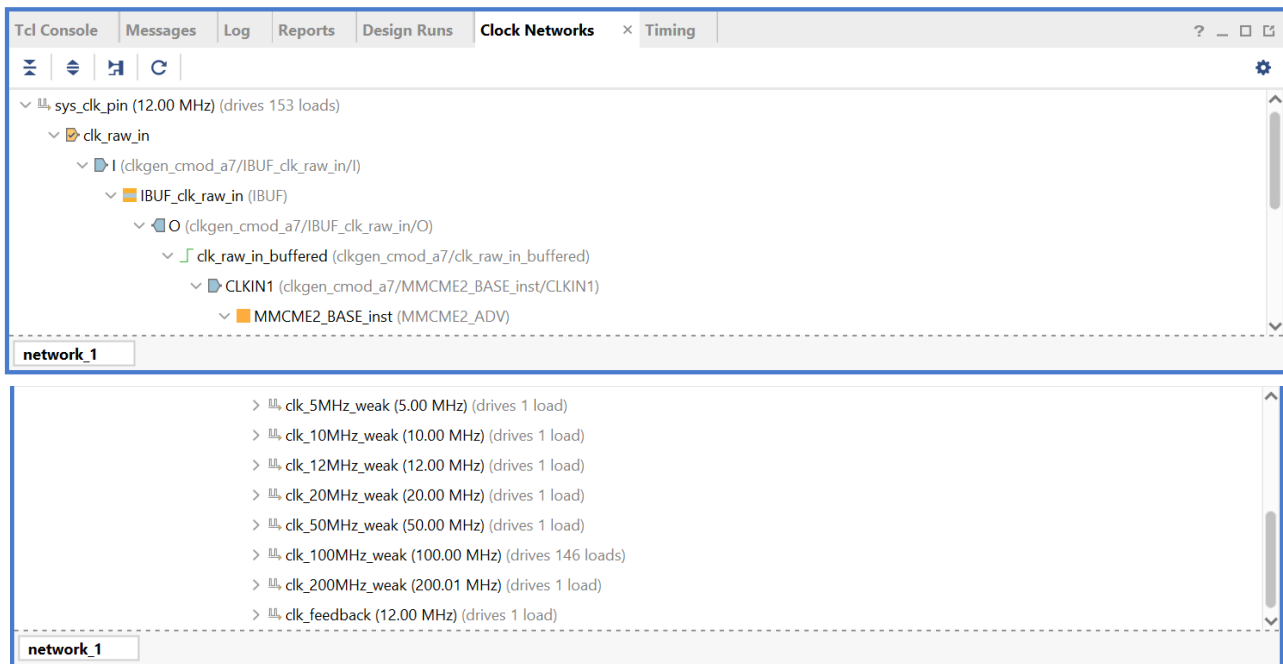 Tcl Console Messages Log Reports Design Runs Clock Networks × Timing ?
sys_clk_pin (12.00 MHz) (drives 153 loads)
clk_raw_in
I (clkgen_cmod_a7/IBUF_clk_raw_in/I)
IBUF_clk_raw_in (IBUF)
O (clkgen_cmod_a7/IBUF_clk_raw_in/O)
clk_raw_in_buffered (clkgen_cmod_a7/clk_raw_in_buffered)
CLKIN1 (clkgen_cmod_a7/MMCME2_BASE_inst/CLKIN1)
MMCME2_BASE_inst (MMCME2_ADV)
network_1
clk_5MHz_weak (5.00 MHz) (drives 1 load)
clk_10MHz_weak (10.00 MHz) (drives 1 load)
clk_12MHz_weak (12.00 MHz) (drives 1 load)
clk_20MHz_weak (20.00 MHz) (drives 1 load)
clk_50MHz_weak (50.00 MHz) (drives 1 load)
clk_100MHz_weak (100.00 MHz) (drives 146 loads)
clk_200MHz_weak (200.01 MHz) (drives 1 load)
clk_feedback (12.00 MHz) (drives 1 load)
network_1